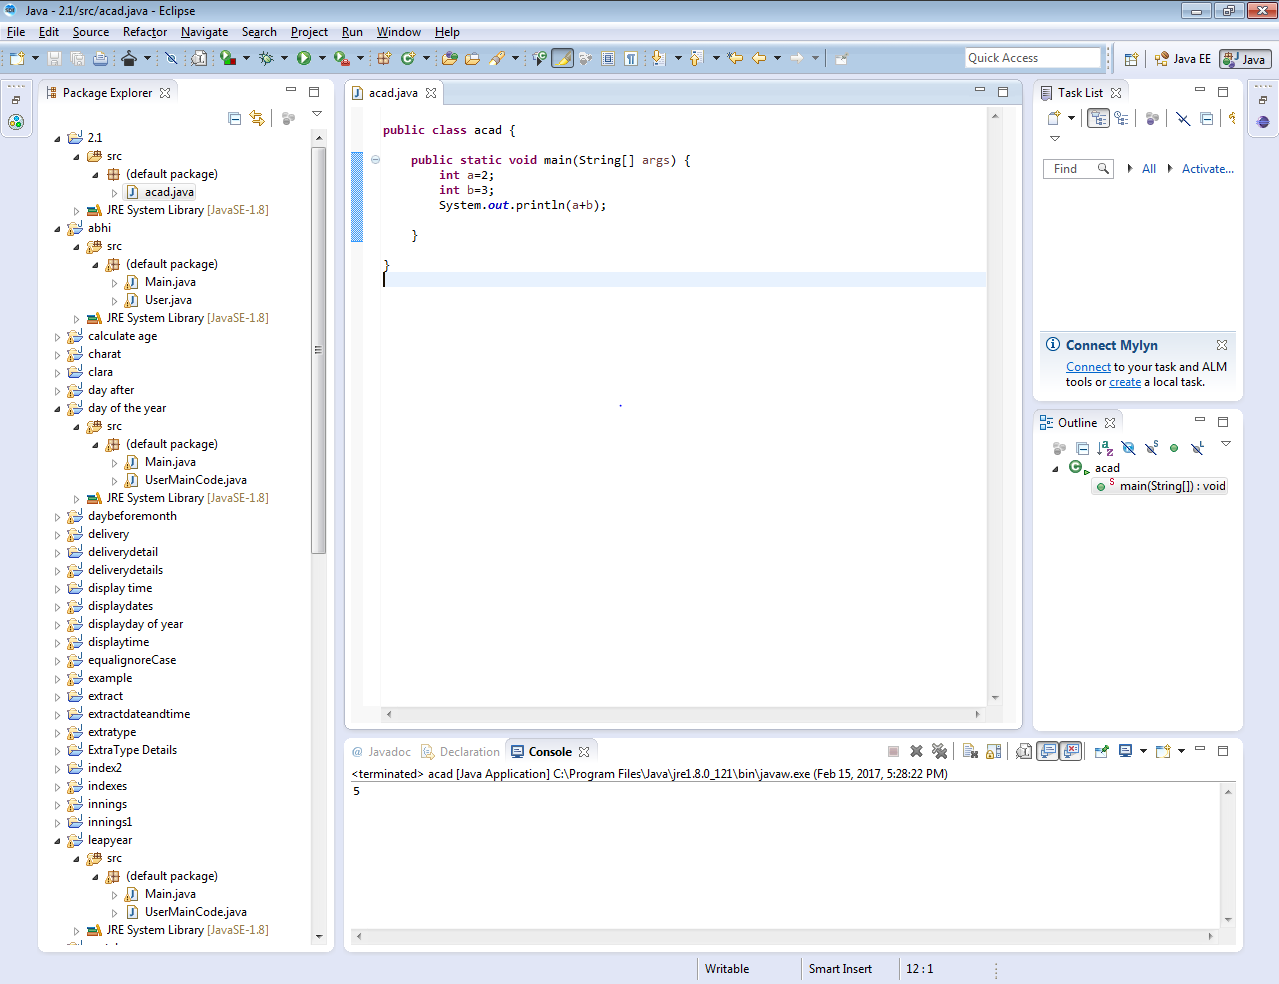 Java - 2.1/src/acad.java - Eclipse
File Edit Source Refactor Navigate Search Project Run Window Help
Quick Access
Java EE
Java
Package Explorer
2.1
src
(default package)
acad.java
JRE System Library [JavaSE-1.8]
abhi
src
(default package)
Main.java
User.java
JRE System Library [JavaSE-1.8]
calculate age
charat
clara
day after
day of the year
src
(default package)
Main.java
UserMainCode.java
JRE System Library [JavaSE-1.8]
daybeforemonth
delivery
deliverydetail
deliverydetails
display time
displaydates
displayday of year
displaytime
equalignoreCase
example
extract
extractdateandtime
extratype
ExtraType Details
index2
indexes
innings
innings1
leapyear
src
(default package)
Main.java
UserMainCode.java
JRE System Library [JavaSE-1.8]
acad.java
public class acad {
public static void main(String[] args) {
int a=2;
int b=3;
System.out.println(a+b);
}
}
Task List
Find
All
Activate...
Connect Mylyn
Connect to your task and ALM
tools or create a local task.
Outline
acad
main(String[]) : void
@ Javadoc Declaration Console
<terminated> acad [Java Application] C:\Program Files\Java\jre1.8.0_121\bin\javaw.exe (Feb 15, 2017, 5:28:22 PM)
5
Writable
Smart Insert
12 : 1